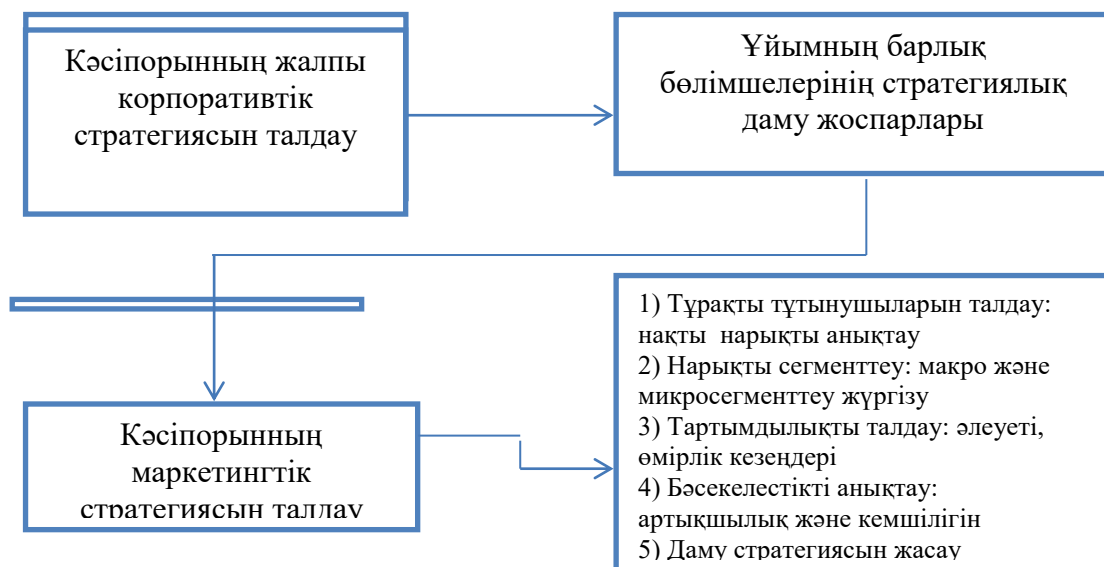 Кәсіпорынның жалпы
корпоративтік
стратегиясын талдау
Ұйымның барлық
бөлімшелерінің стратегиялық
даму жоспарлары
Кәсіпорынның
маркетингтік
стратегиясын талдау
1) Тұрақты тұтынушыларын талдау:
нақты  нарықты анықтау
2) Нарықты сегменттеу: макро және
микросегменттеу жүргізу
3) Тартымдылықты талдау: әлеуеті,
өмірлік кезеңдері
4) Бәсекелестікті анықтау:
артықшылық және кемшілігін
5) Даму стратегиясын жасау